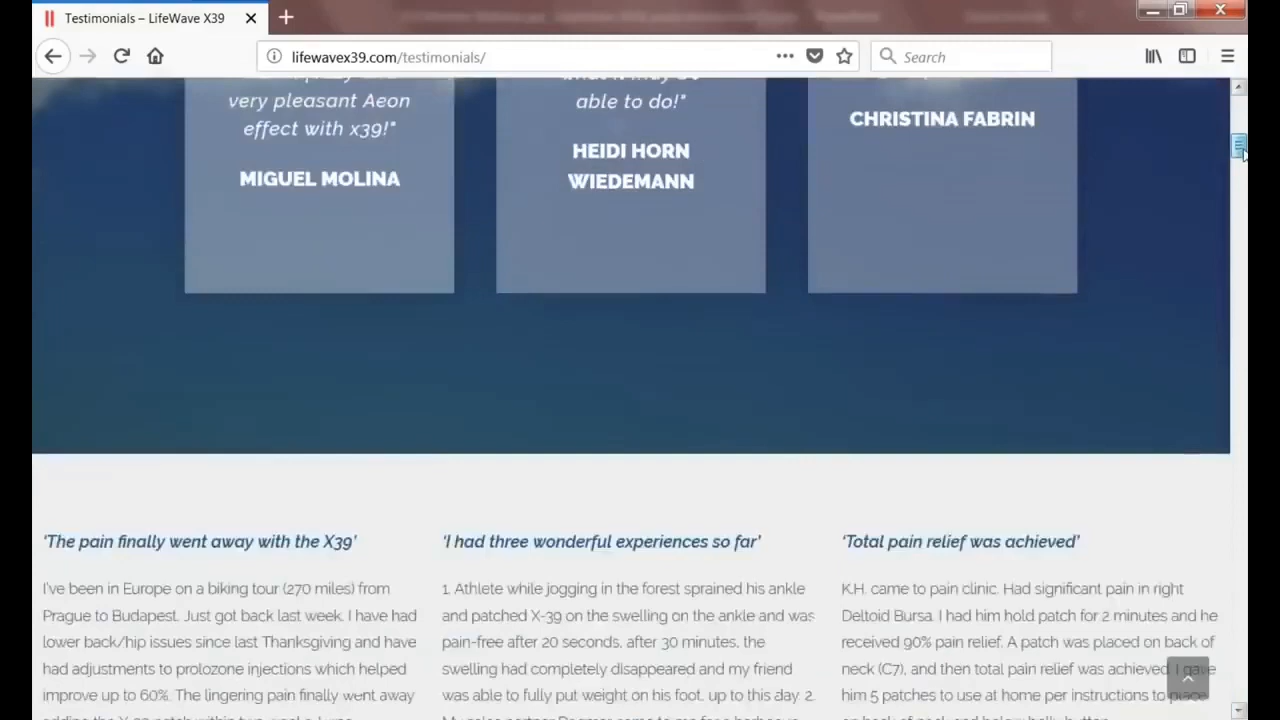 Testimonials – LifeWave X39
lifewavex39.com/testimonials/
Search
very pleasant Aeon
effect with x39!"
MIGUEL MOLINA
able to do!"
HEIDI HORN
WIEDEMANN
CHRISTINA FABRIN
'The pain finally went away with the X39'
I've been in Europe on a biking tour (270 miles) from
Prague to Budapest. Just got back last week. I have had
lower back/hip issues since last Thanksgiving and have
had adjustments to prolozone injections which helped
improve up to 60%. The lingering pain finally went away
'I had three wonderful experiences so far'
1. Athlete while jogging in the forest sprained his ankle
and patched X-39 on the swelling on the ankle and was
pain-free after 20 seconds, after 30 minutes, the
swelling had completely disappeared and my friend
was able to fully put weight on his foot, up to this day. 2.
'Total pain relief was achieved'
K.H. came to pain clinic. Had significant pain in right
Deltoid Bursa. I had him hold patch for 2 minutes and he
received 90% pain relief. A patch was placed on back of
neck (C7), and then total pain relief was achieved. I gave
him 5 patches to use at home per instructions to place